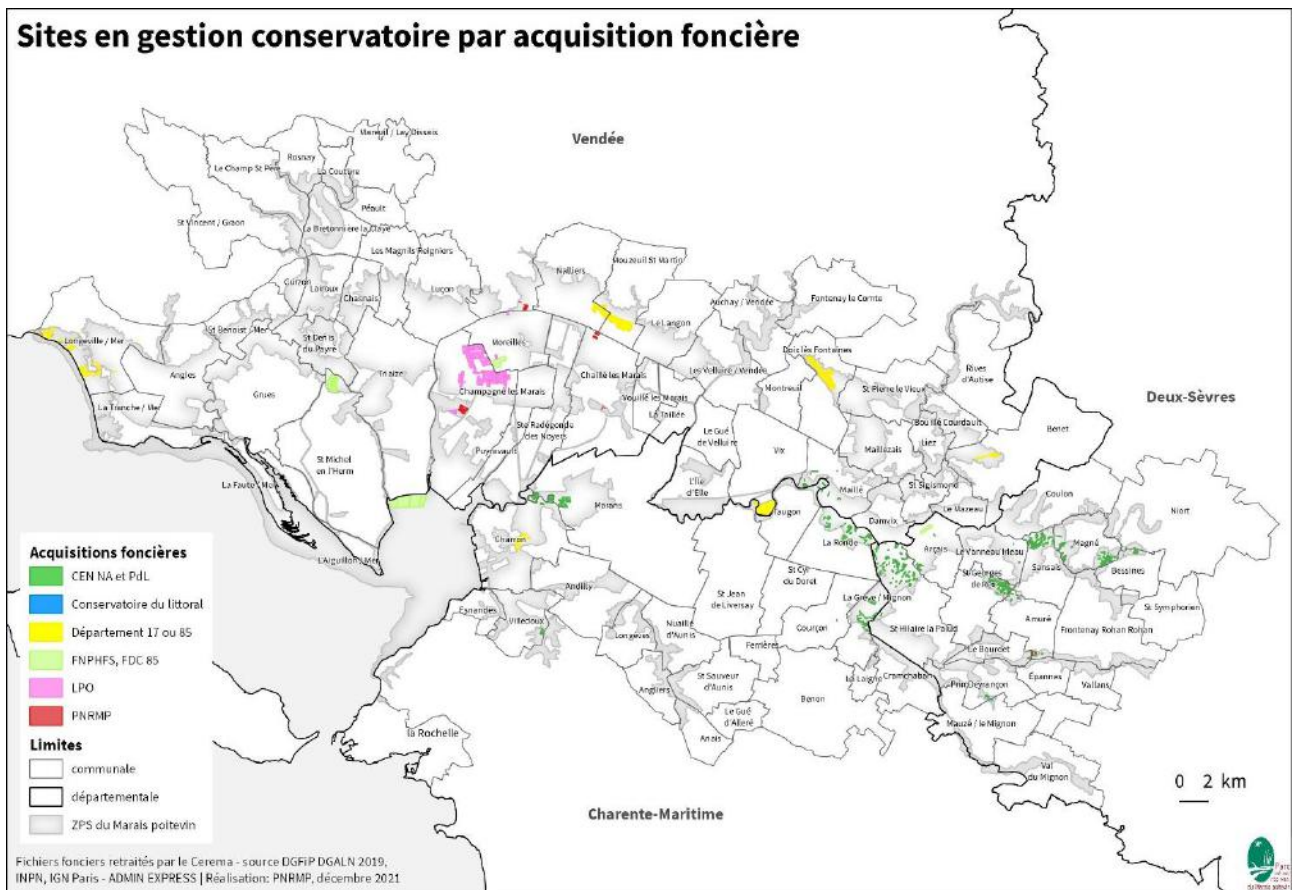 Sites en gestion conservatoire par acquisition foncière
Vendée
Mareuil / Lay Dissais
Rosnay
Le Champ St Père
La Couture
Péault
St Vincent / Graon
La Bretonniere la Claye
Les Magnils Reigniers
Mouzeuil St Martin
Nalliers
Curzon
Lairoux
Chasnais
Luçon
Auchay / Vendée
Fontenay le Comte
St Benoist / Mer
St Denis
du Payré
Le Langon
Longeville / Mer
Moreilles
Doix lès Fontaines
Angles
Triaize
Chaillé les Marais
Les Velluire / Vendée
Rives
d'Autise
Grues
Champagné les Marais
Vouillé les Marais
Montreuil
St Pierre le Vieux
Deux-Sèvres
La Tranche / Mer
La Taillée
Ste Radégonde
des Noyers
Bouillé Courdault
Benet
Le Gué
de Velluire
Vix
Maillezais
Liez
Puyravault
St Michel
en l'Herm
La Faute / Mer
L'Île
d'Elle
Maillé
St Sigismond
Coulon
Marans
Le Mazeau
Niort
Taugon
Damvix
Charron
La Ronde
Arçais
Le Vanneau Irleau
Magné
Sansais
Bessines
L'Aiguillon / Mer
St Georges
de Rex
Andilly
St Cyr
du Doret
St Jean
de Liversay
La Grève / Mignon
St Symphorien
Esnandes
Villedoux
Amuré
Nuaillé
d'Aunis
Courçon
St Hilaire la Palud
Frontenay Rohan Rohan
Longèves
Ferrières
Le Bourdet
St Sauveur
d'Aunis
La Laigne
Cramchaban
Épannes
Vallans
Angliers
Benon
Prin Deyrançon
Le Gué
d'Alleré
Mauzé / le Mignon
Anais
la Rochelle
Val
du Mignon
Charente-Maritime
0 2 km
Acquisitions foncières
CEN NA et PdL
Conservatoire du littoral
Département 17 ou 85
FNPHFS, FDC 85
LPO
PNRMP
Limites
communale
départementale
ZPS du Marais poitevin
Fichiers fonciers retraités par le Cerema - source DGFiP DGALN 2019,
INPN, IGN Paris - ADMIN EXPRESS | Réalisation: PNRMP, décembre 2021
Parc